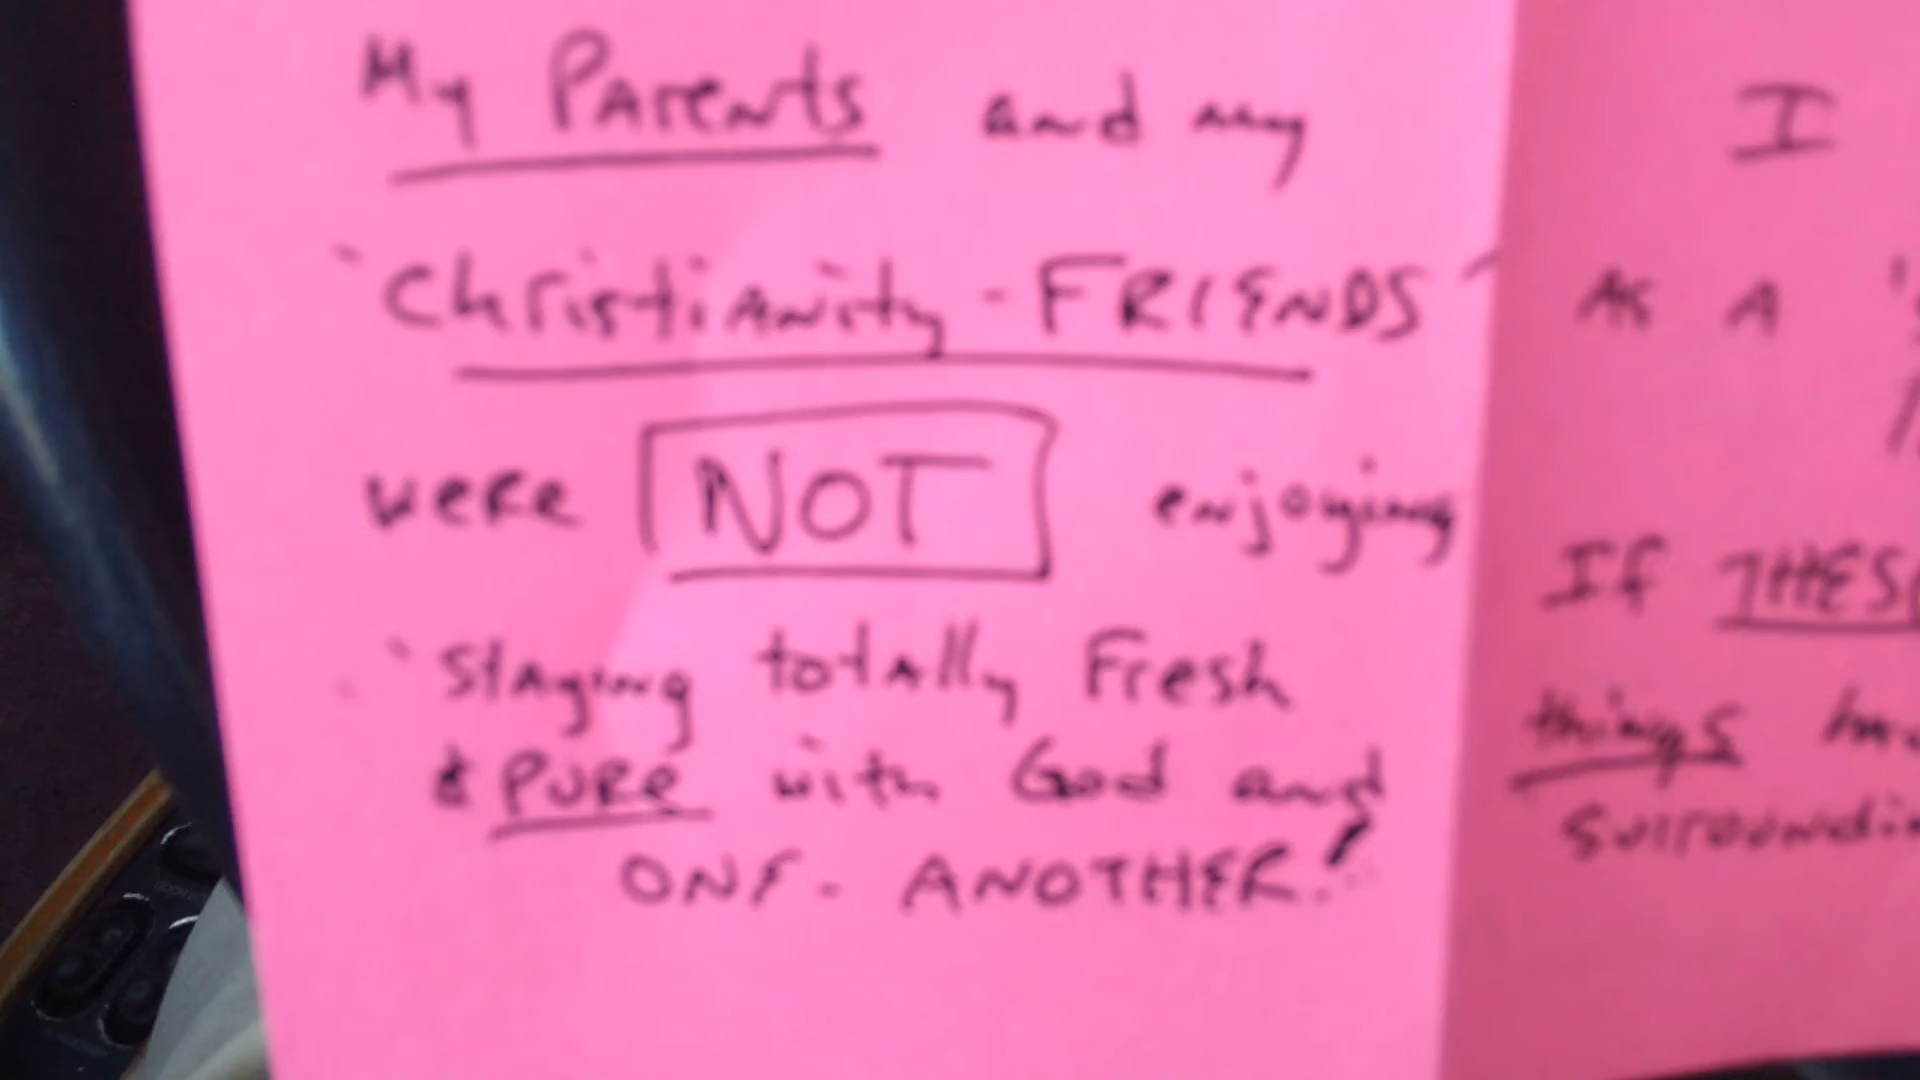 My Parents and my
'Christianity - FRIENDS'
were NOT enjoying
'staying totally Fresh
& PURE with God and
ONE - ANOTHER!
I
As A
If THESE
things
surroundin